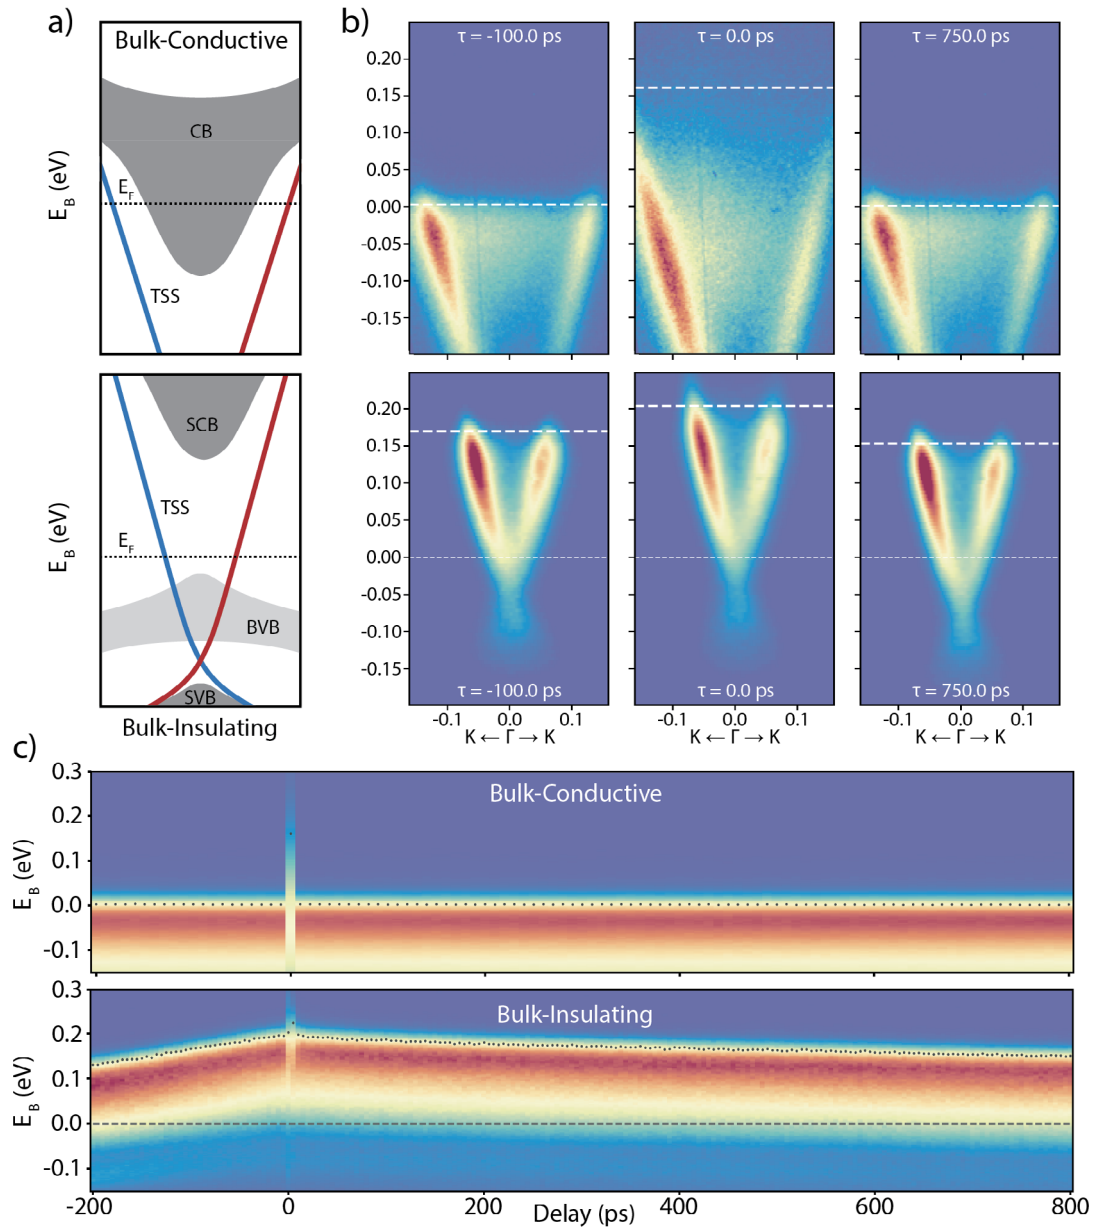 a)
Bulk-Conductive
CB
E_F
TSS
E_B (eV)
SCB
TSS
E_F
BVB
SVB
E_B (eV)
Bulk-Insulating
b)
τ = -100.0 ps
τ = 0.0 ps
τ = 750.0 ps
0.20
0.15
0.10
0.05
0.00
-0.05
-0.10
-0.15
0.20
0.15
0.10
0.05
0.00
-0.05
-0.10
-0.15
τ = -100.0 ps
τ = 0.0 ps
τ = 750.0 ps
-0.1 0.0 0.1
-0.1 0.0 0.1
-0.1 0.0 0.1
K ← Γ → K
K ← Γ → K
K ← Γ → K
c)
Bulk-Conductive
0.3
0.2
0.1
0.0
-0.1
E_B (eV)
Bulk-Insulating
0.3
0.2
0.1
0.0
-0.1
E_B (eV)
-200 0 200 400 600 800
Delay (ps)